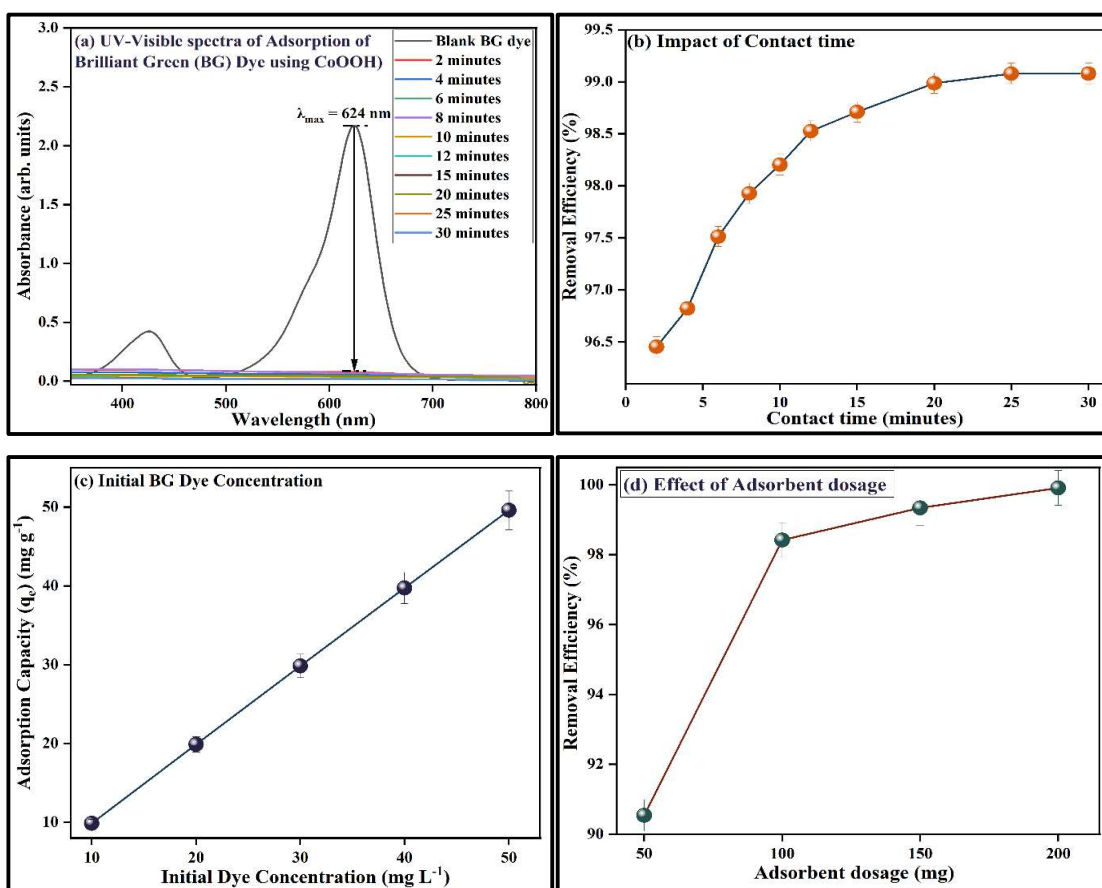 (a) UV-Visible spectra of Adsorption of
Brilliant Green (BG) Dye using CoOOH)
Blank BG dye
2 minutes
4 minutes
6 minutes
8 minutes
10 minutes
12 minutes
15 minutes
20 minutes
25 minutes
30 minutes
λmax = 624 nm
3.0
2.5
2.0
1.5
1.0
0.5
0.0
Absorbance (arb. units)
400 500 600 700 800
Wavelength (nm)
(b) Impact of Contact time
99.0
98.5
98.0
97.5
97.0
96.5
Removal Efficiency (%)
0 5 10 15 20 25 30
Contact time (minutes)
(c) Initial BG Dye Concentration
50
40
30
20
10
Adsorption Capacity (qe) (mg g-1)
10 20 30 40 50
Initial Dye Concentration (mg L-1)
(d) Effect of Adsorbent dosage
100
98
96
94
92
90
Removal Efficiency (%)
50 100 150 200
Adsorbent dosage (mg)